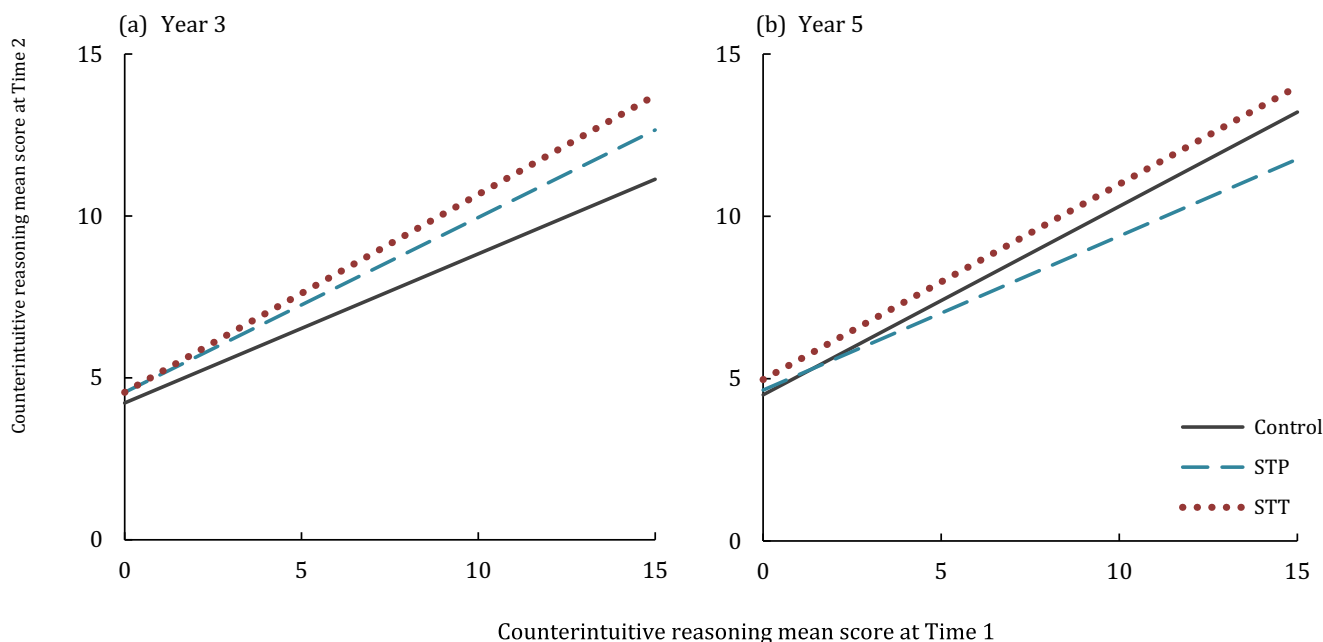 (a) Year 3
(b) Year 5
Counterintuitive reasoning mean score at Time 2
15
10
5
0
0
5
10
15
15
10
5
0
0
5
10
15
Control
STP
STT
Counterintuitive reasoning mean score at Time 1